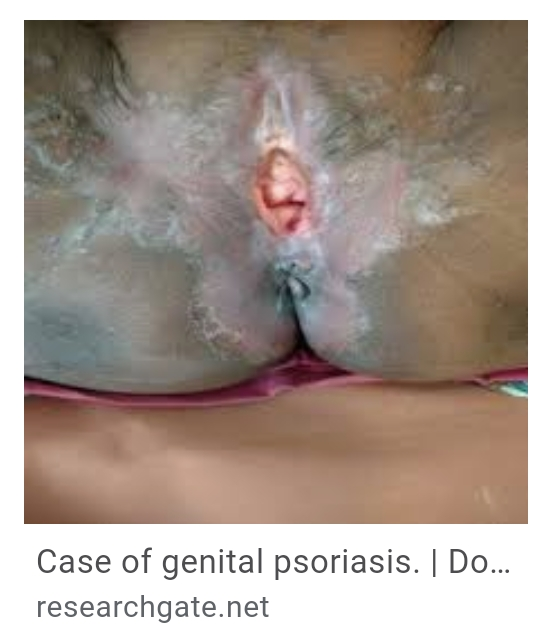 Case of genital psoriasis. | Do...
researchgate.net